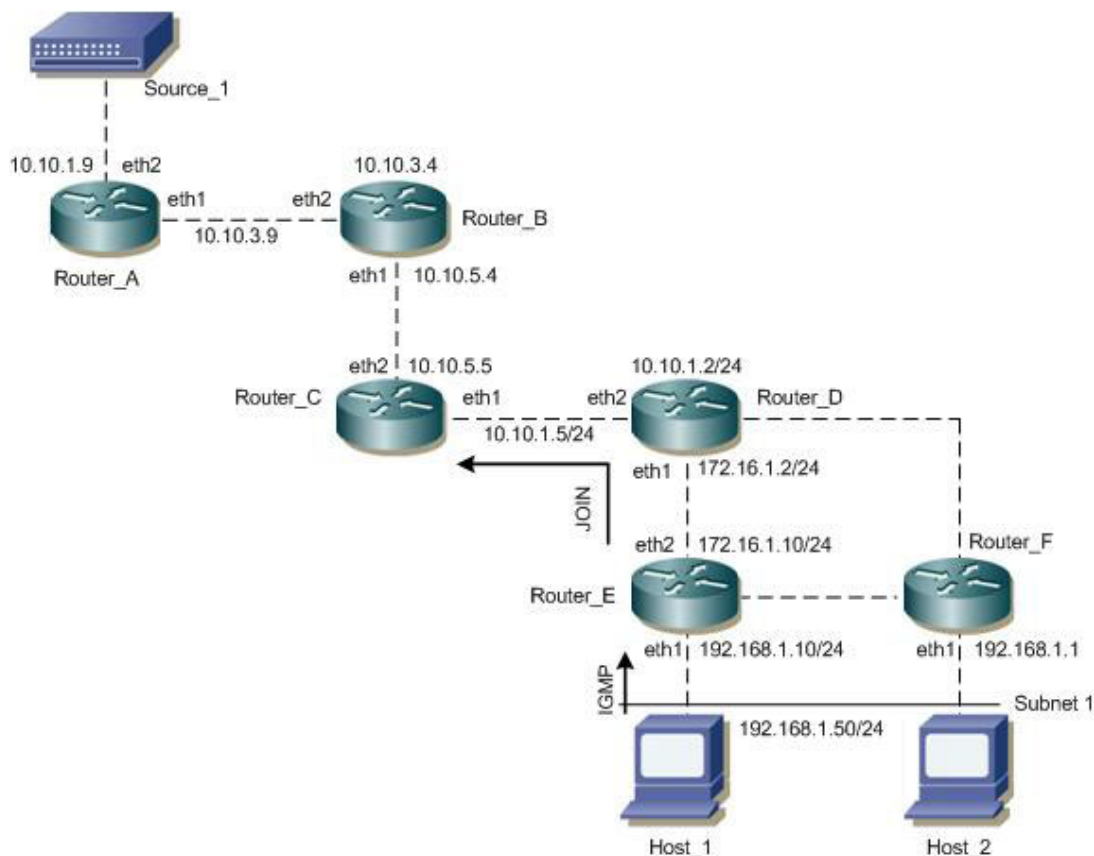 Source_1
10.10.1.9
eth2
10.10.3.4
eth1
eth2
Router_B
10.10.3.9
Router_A
eth1
10.10.5.4
eth2
10.10.5.5
10.10.1.2/24
Router_C
eth1
eth2
Router_D
10.10.1.5/24
eth1
172.16.1.2/24
JOIN
eth2
172.16.1.10/24
Router_F
Router_E
eth1
192.168.1.10/24
eth1
192.168.1.1
IGMP
Subnet 1
192.168.1.50/24
Host_1
Host_2